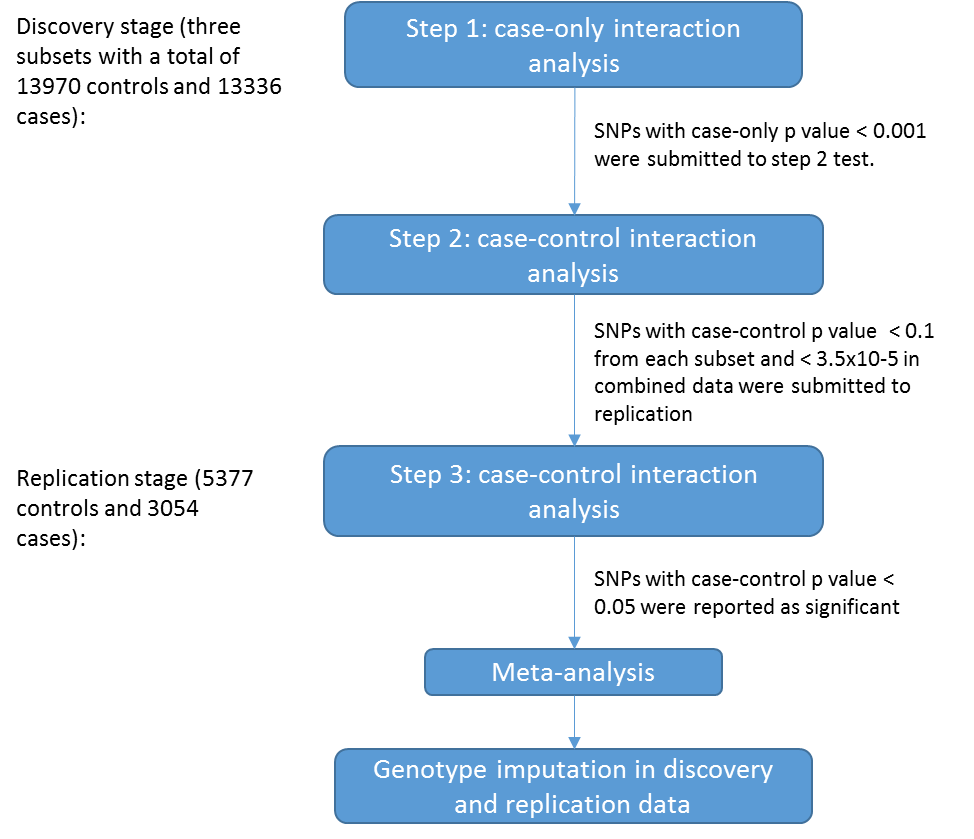 Discovery stage (three
subsets with a total of
13970 controls and 13336
cases):
Step 1: case-only interaction
analysis
SNPs with case-only p value < 0.001
were submitted to step 2 test.
Step 2: case-control interaction
analysis
SNPs with case-control p value < 0.1
from each subset and < 3.5x10-5 in
combined data were submitted to
replication
Replication stage (5377
controls and 3054
cases):
Step 3: case-control interaction
analysis
SNPs with case-control p value <
0.05 were reported as significant
Meta-analysis
Genotype imputation in discovery
and replication data